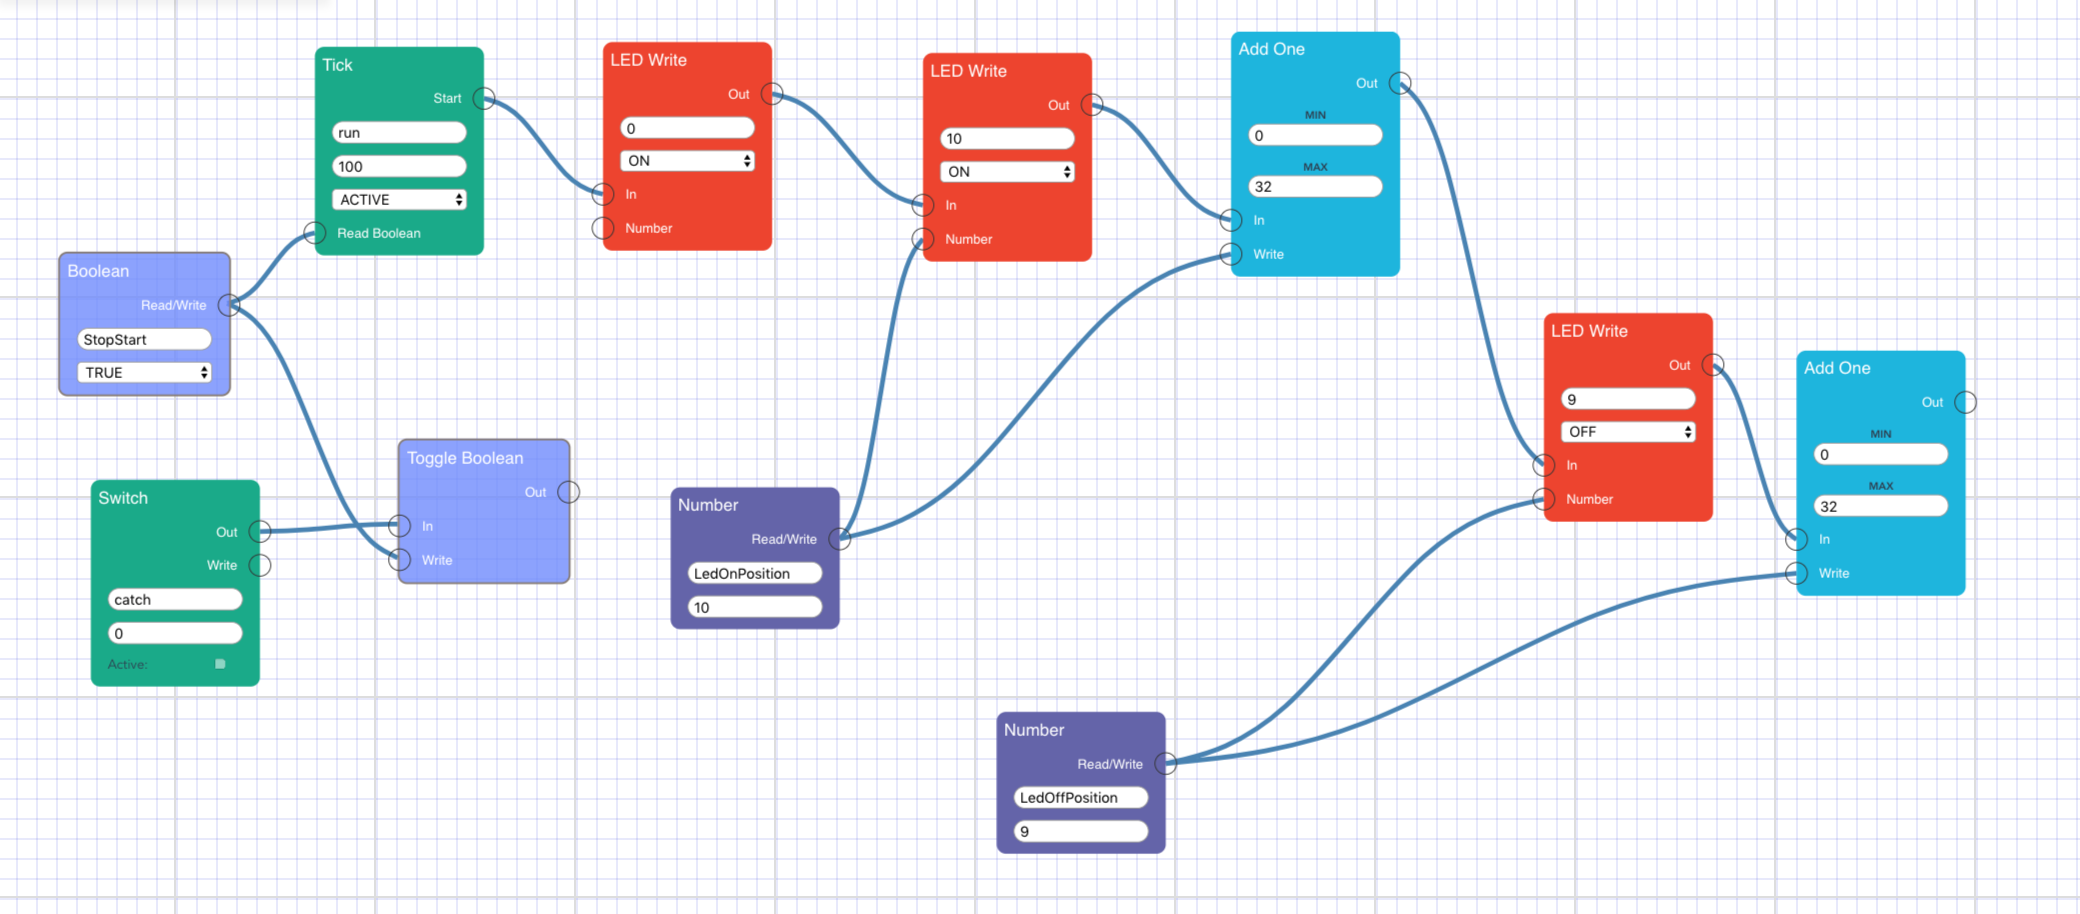 Tick
Start
run
100
ACTIVE
Read Boolean
LED Write
Out
0
ON
In
Number
LED Write
Out
10
ON
In
Number
Add One
Out
MIN
0
MAX
32
In
Write
Boolean
Read/Write
StopStart
TRUE
Switch
Out
Write
catch
0
Active:
Toggle Boolean
Out
In
Write
Number
Read/Write
LedOnPosition
10
LED Write
Out
9
OFF
In
Number
Add One
Out
MIN
0
MAX
32
In
Write
Number
Read/Write
LedOffPosition
9